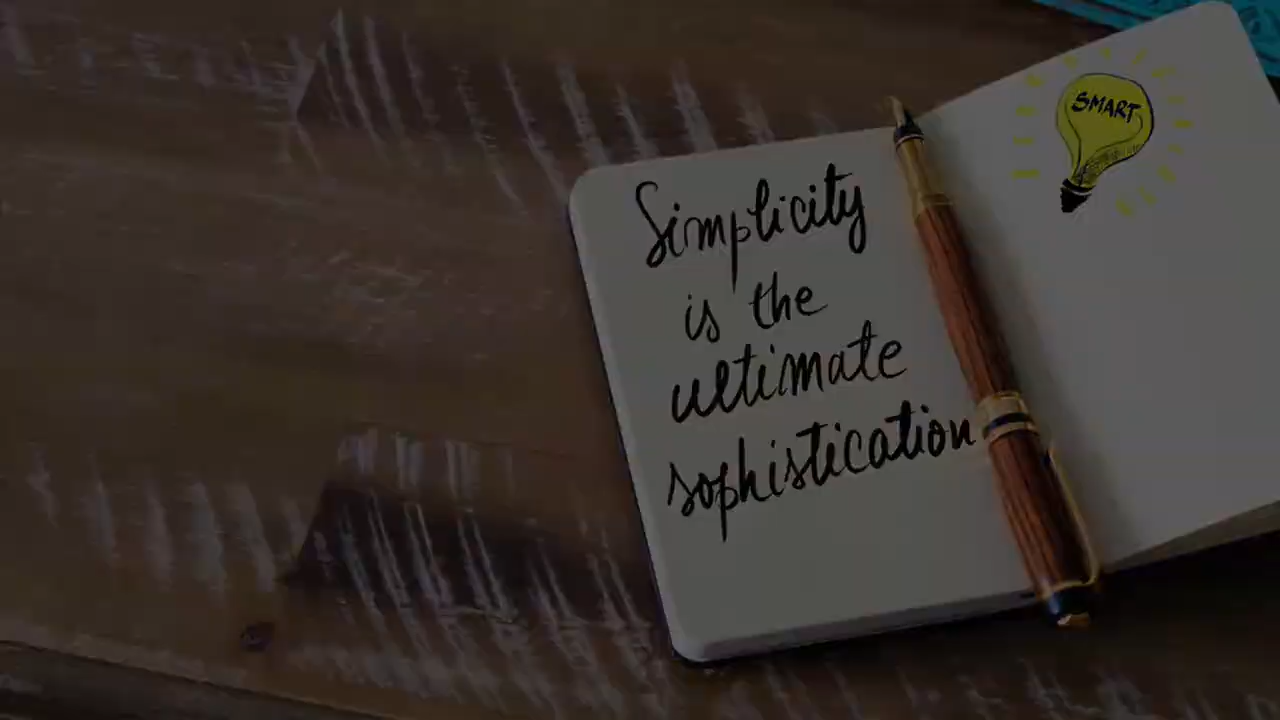 Simplicity
is the
ultimate
sophistication
SMART